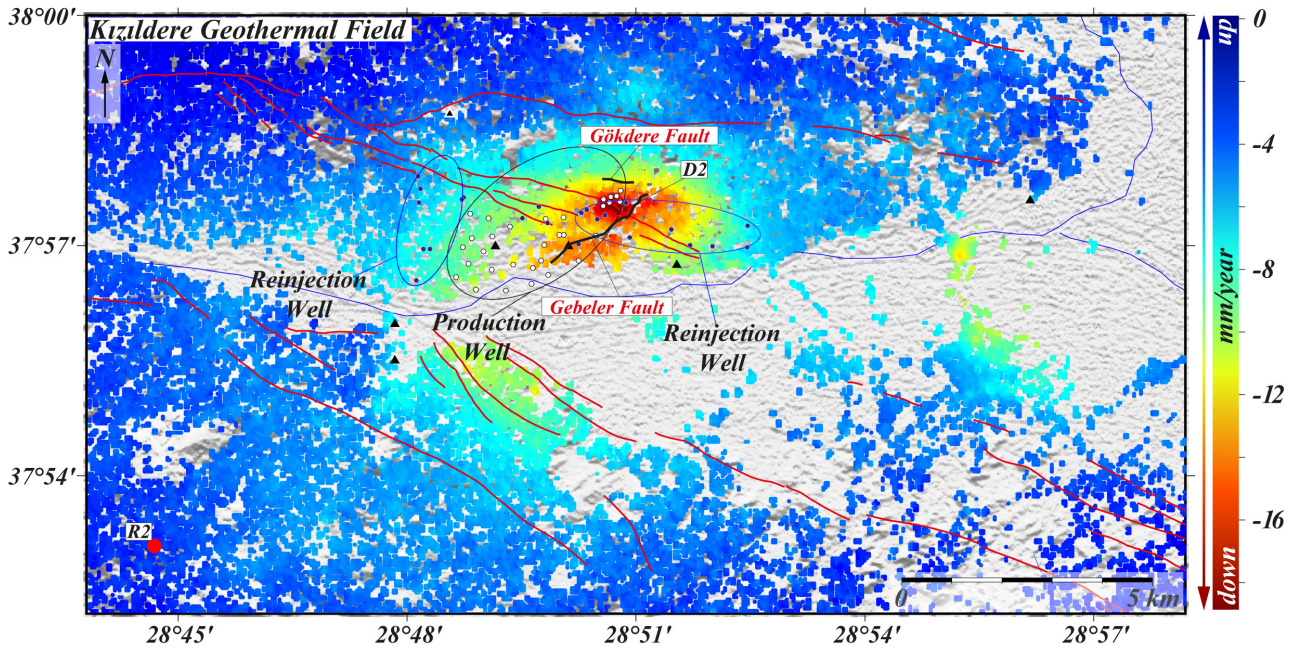 Kızıldere Geothermal Field
N
Gökdere Fault
D2
Reinjection
Well
Production
Well
Gebeler Fault
Reinjection
Well
R2
0
5 km
38°00'
37°57'
37°54'
28°45'
28°48'
28°51'
28°54'
28°57'
up
down
0
-4
-8
-12
-16
mm/year